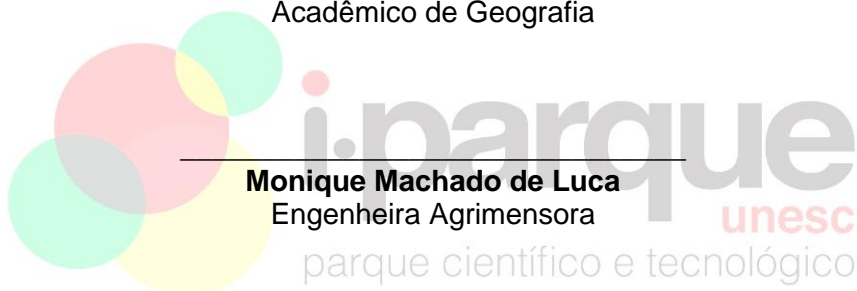 Acadêmico de Geografia
i.parque
Monique Machado de Luca
Engenheira Agrimensora
unesc
parque científico e tecnológico